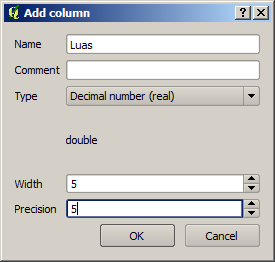 Add column
Name Luas
Comment
Type Decimal number (real)
double
Width 5
Precision 5
OK Cancel